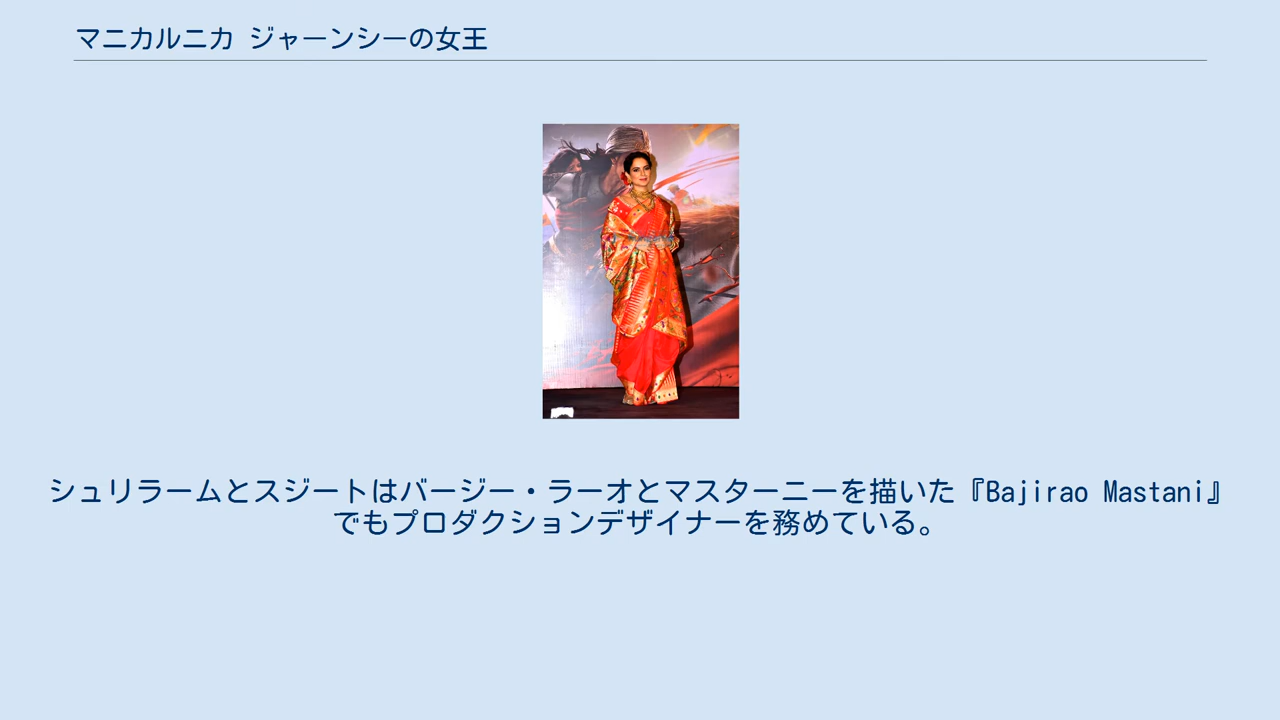 マニカルニカ ジャーンシーの女王
シュリラームとスジートはバージー・ラーオとマスターニーを描いた『Bajirao Mastani』
でもプロダクションデザイナーを務めている。